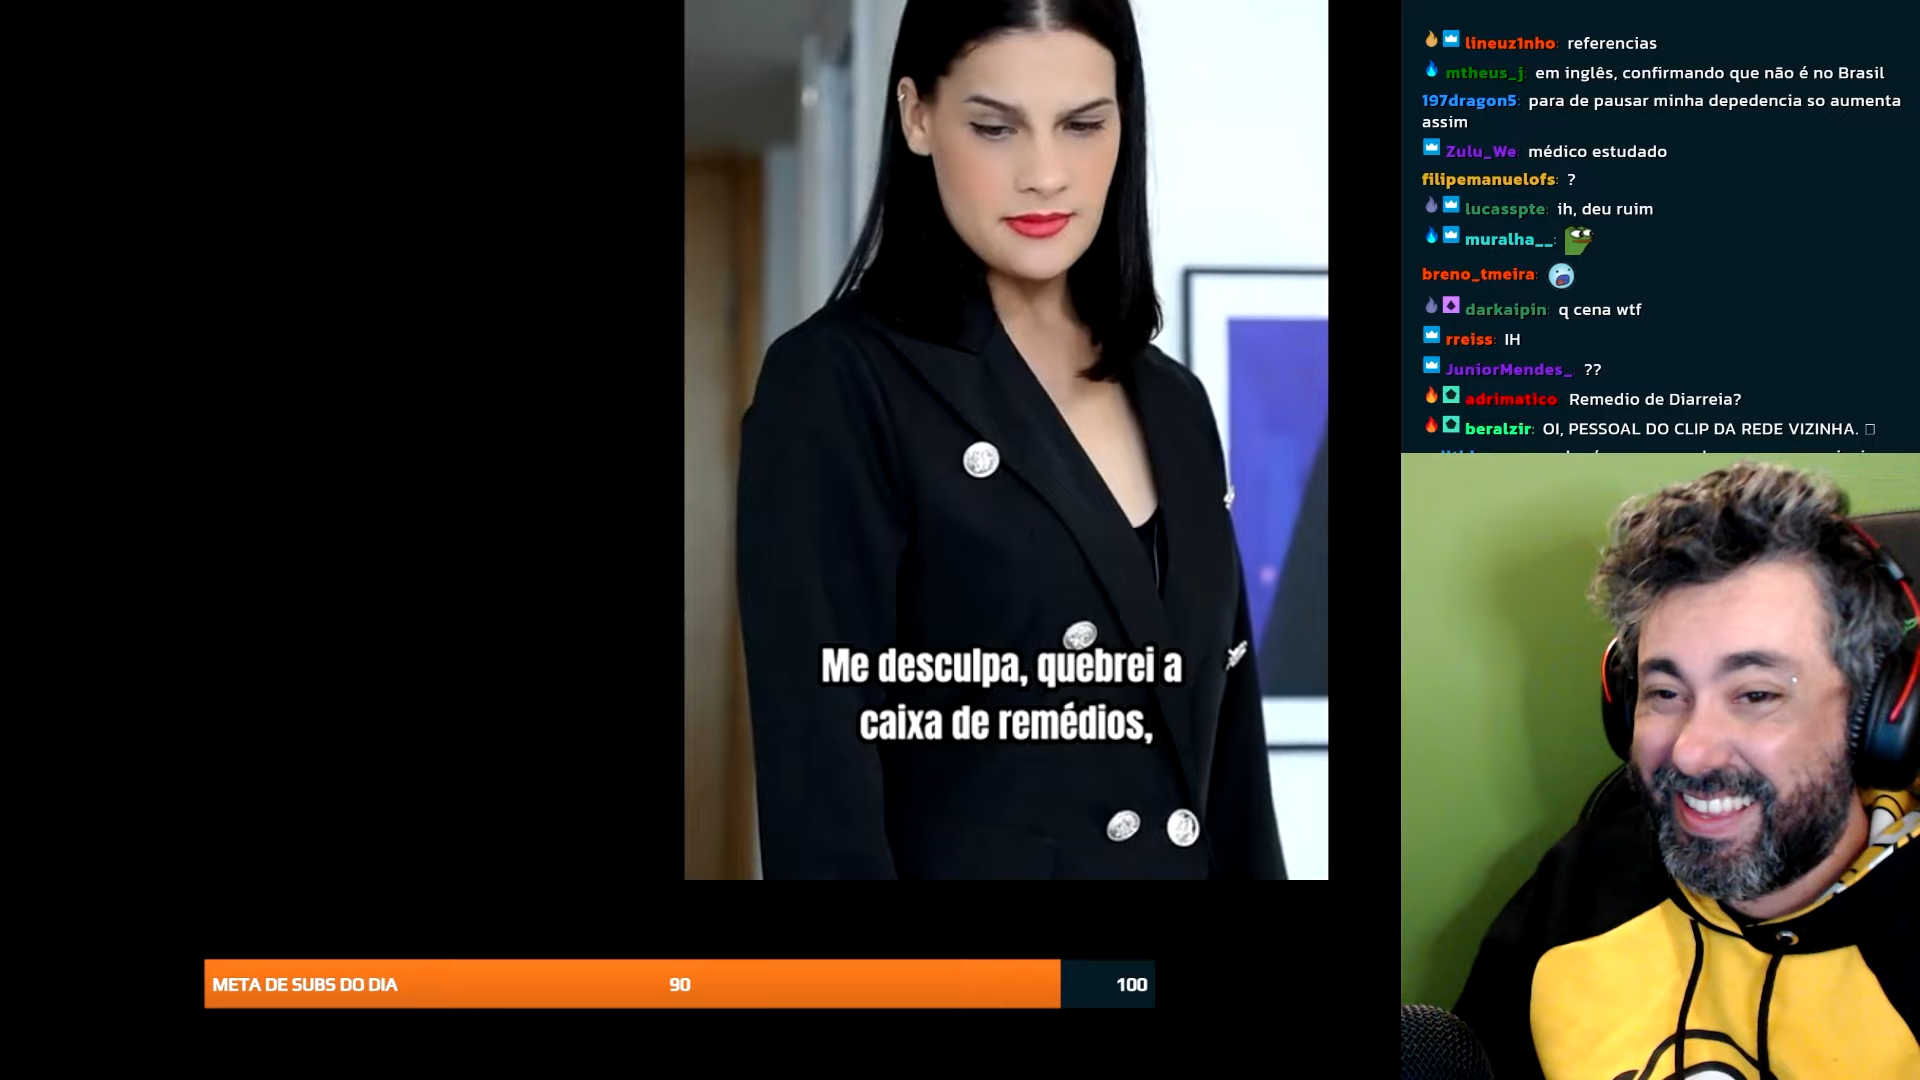 lineuz1nho: referencias
mtheus_j: em inglês, confirmando que não é no Brasil
197dragon5: para de pausar minha depedencia so aumenta
assim
Zulu_We: médico estudado
filipemanuelofs: ?
lucasspte: ih, deu ruim
muralha__:
breno_tmeira:
darkaipin: q cena wtf
rreiss: IH
JuniorMendes_: ??
adrimatico: Remedio de Diarreia?
beralzir: OI, PESSOAL DO CLIP DA REDE VIZINHA.
Me desculpa, quebrei a
caixa de remédios,
META DE SUBS DO DIA 90 100